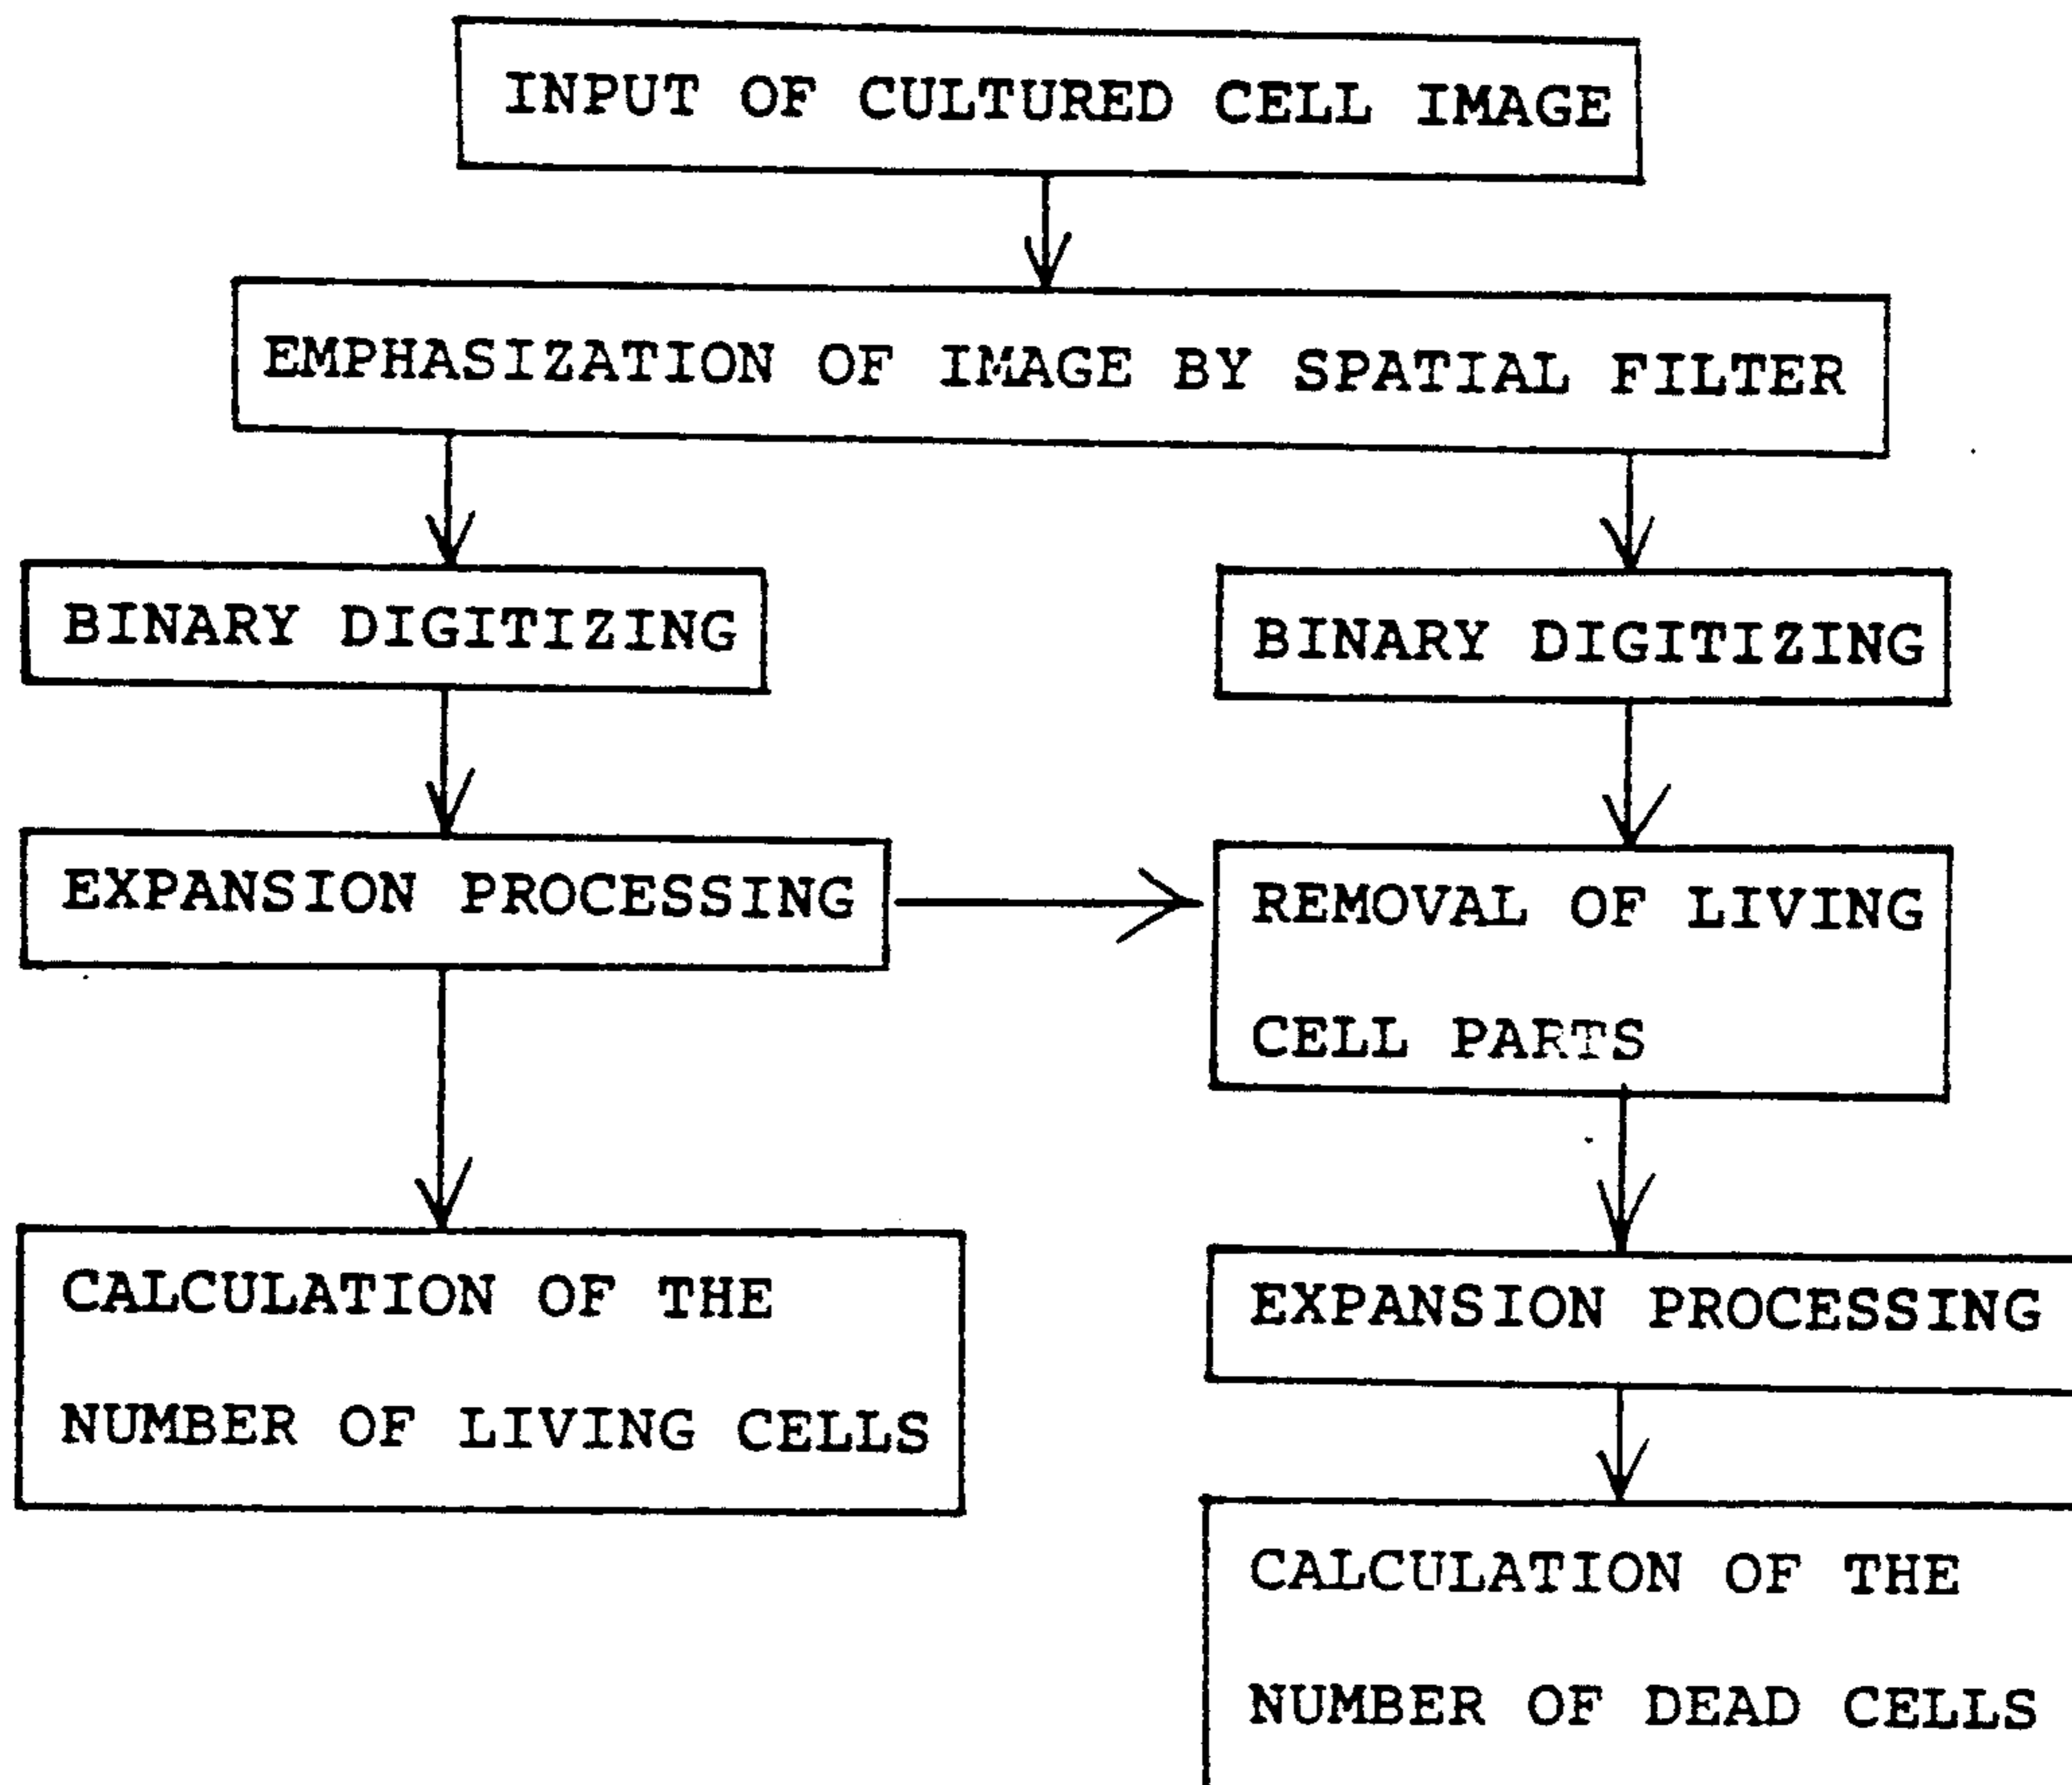 INPUT OF CULTURED CELL IMAGE
EMPHASIZATION OF IMAGE BY SPATIAL FILTER
BINARY DIGITIZING
BINARY DIGITIZING
EXPANSION PROCESSING
REMOVAL OF LIVING
CELL PARTS
CALCULATION OF THE
NUMBER OF LIVING CELLS
EXPANSION PROCESSING
CALCULATION OF THE
NUMBER OF DEAD CELLS